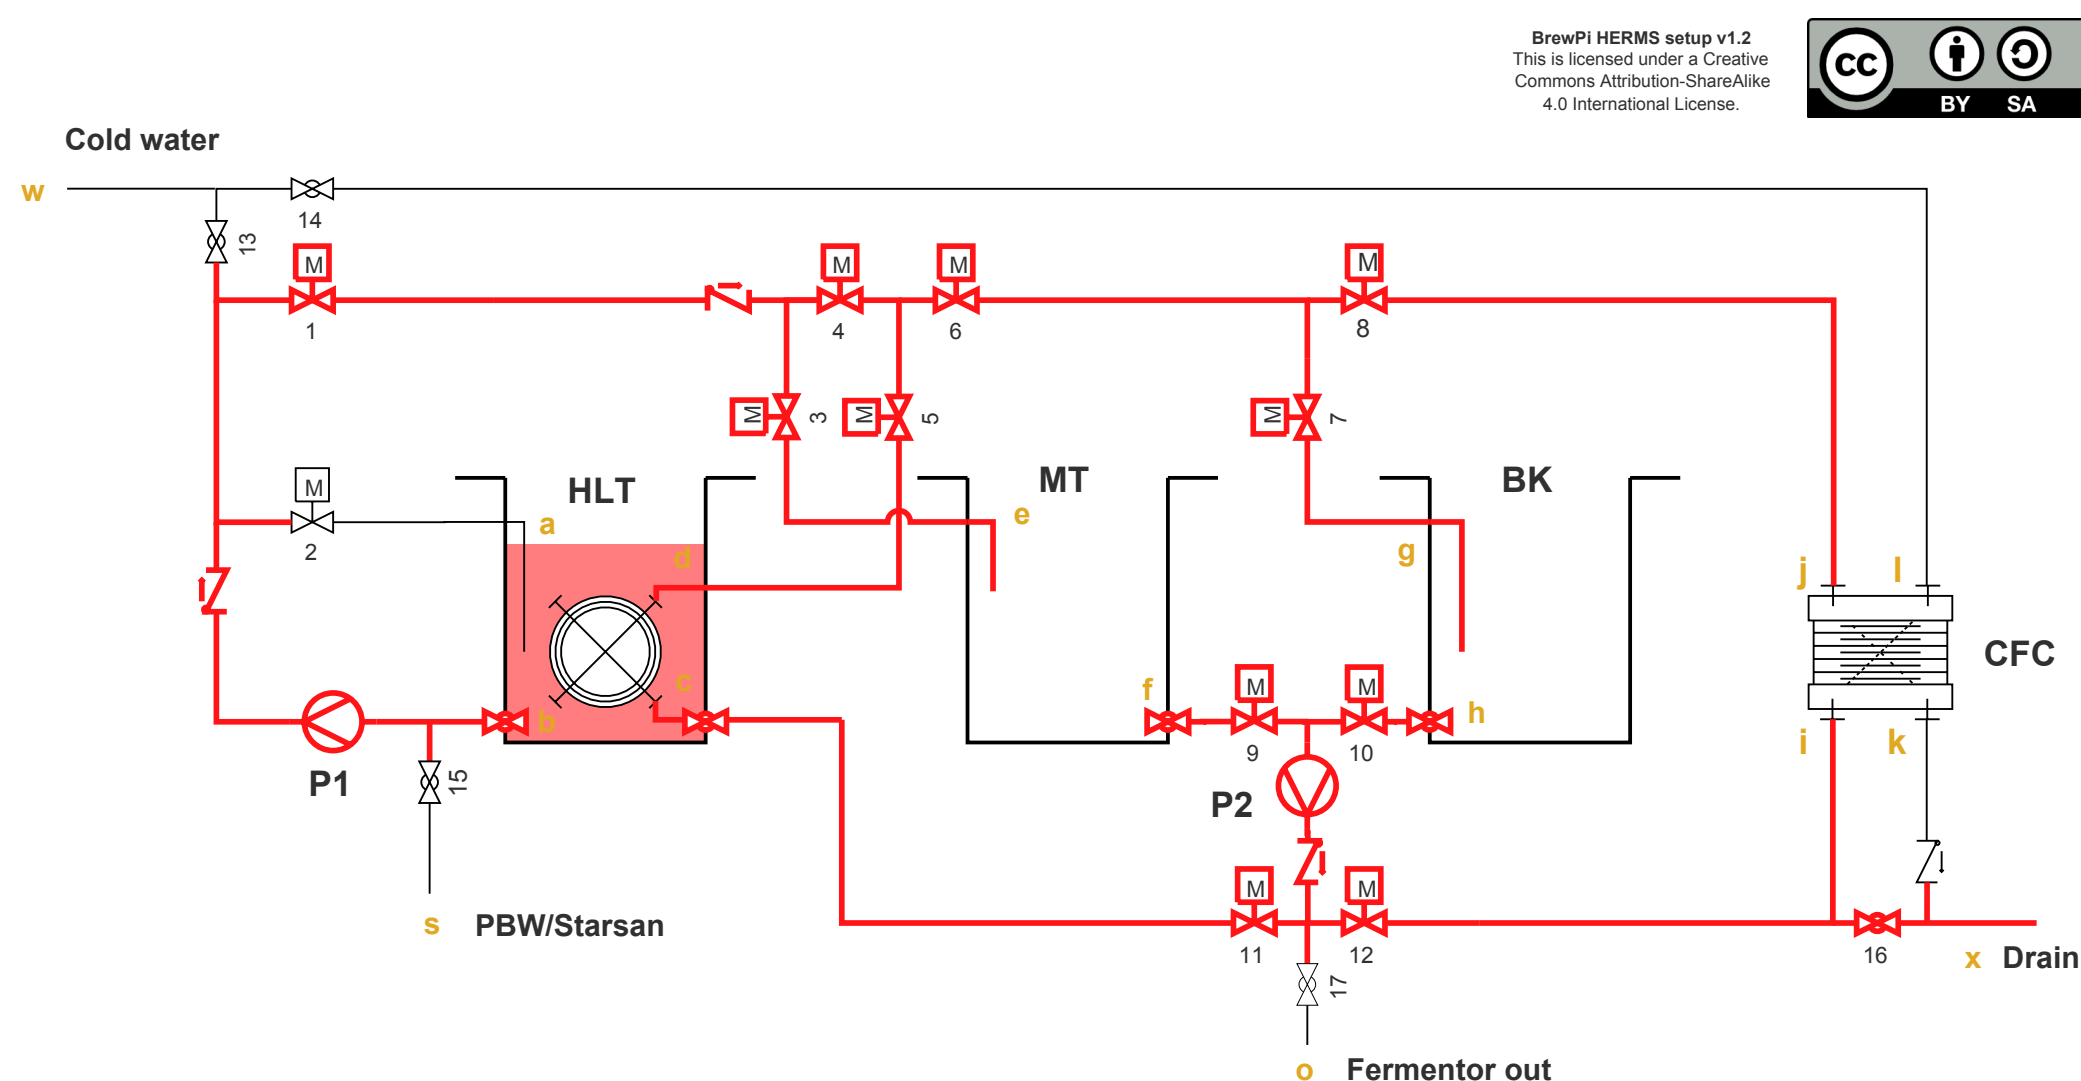 BrewPi HERMS setup v1.2
This is licensed under a Creative
Commons Attribution-ShareAlike
4.0 International License.
cc
BY SA
Cold water
w
14
13
M
M
M
M
1
4
6
8
M
3
M
5
M
7
HLT
MT
BK
M
2
a
e
d
g
j
l
c
CFC
f
b
M
M
h
i
k
9
10
P1
15
P2
M
M
s
PBW/Starsan
11
12
16
x Drain
17
o Fermentor out